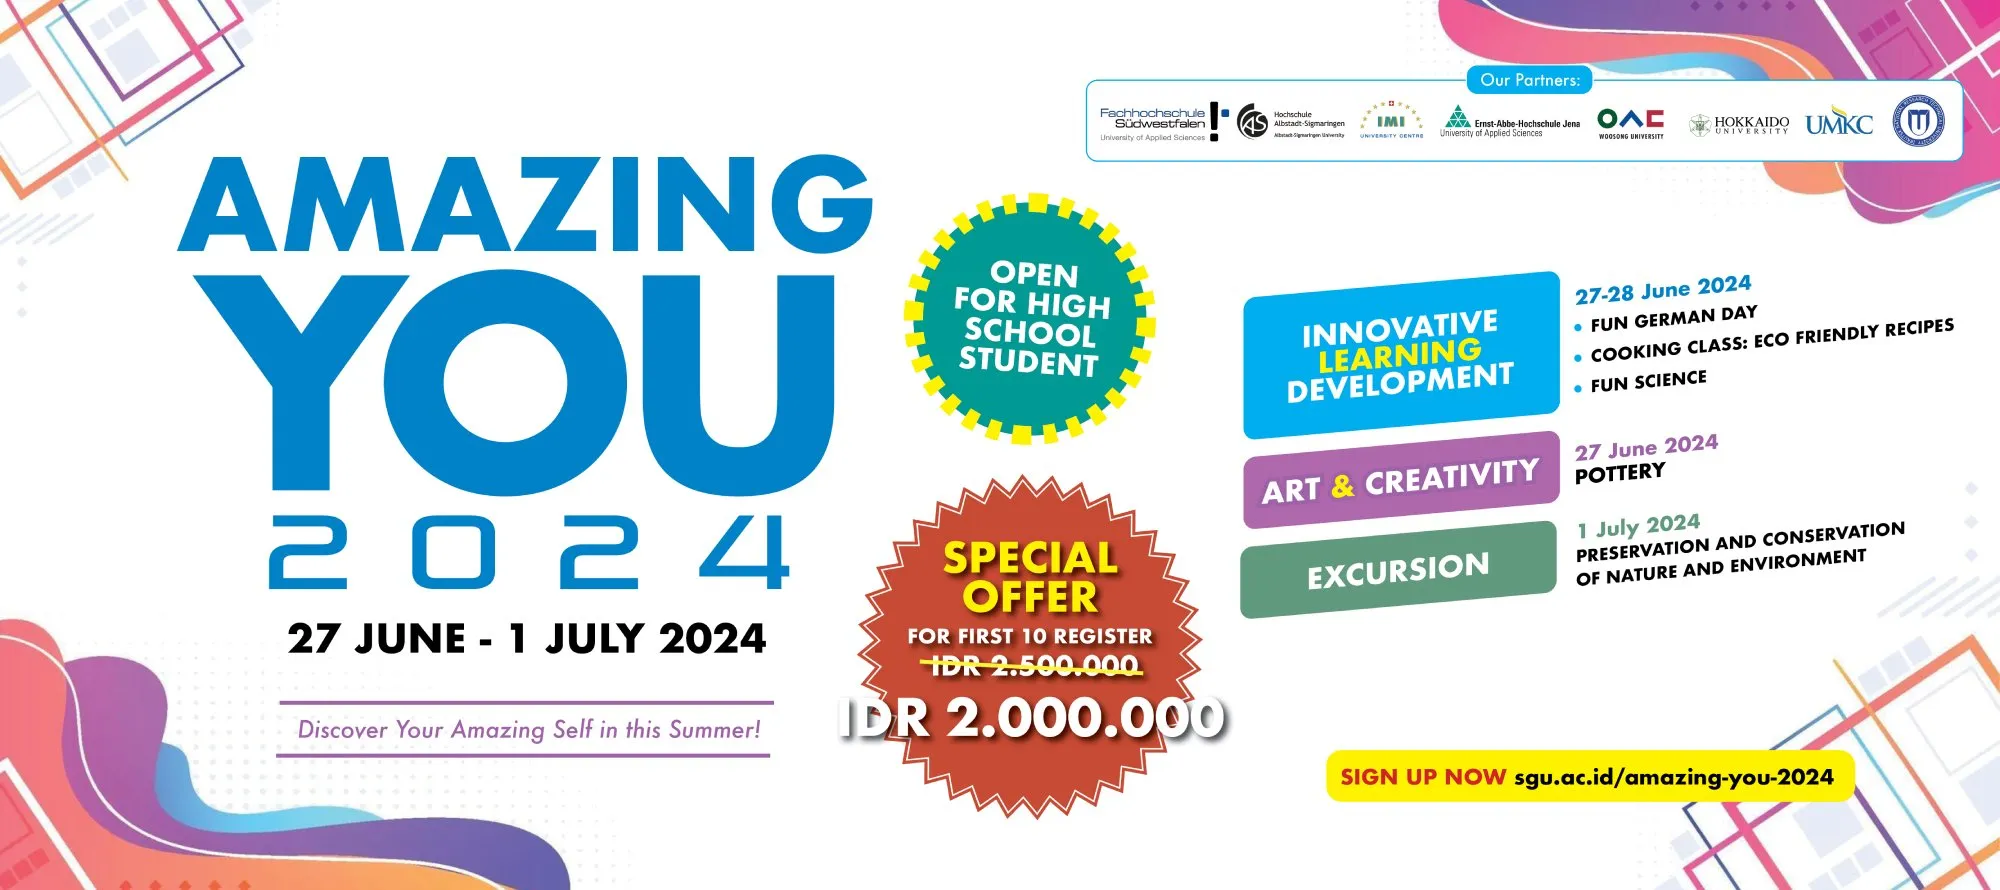 Our Partners:
Fachhochschule
Südwestfalen
University of Applied Sciences
Hochschule
Albstadt-Sigmaringen
Albstadt-Sigmaringen University
IMI
UNIVERSITY CENTRE
Ernst-Abbe-Hochschule Jena
University of Applied Sciences
WOOSONG UNIVERSITY
HOKKAIDO
UNIVERSITY
UMKC
AMAZING
YOU
2024
27 JUNE - 1 JULY 2024
Discover Your Amazing Self in this Summer!
OPEN
FOR HIGH
SCHOOL
STUDENT
SPECIAL
OFFER
FOR FIRST 10 REGISTER
IDR 2.500.000
IDR 2.000.000
INNOVATIVE
LEARNING
DEVELOPMENT
27-28 June 2024
• FUN GERMAN DAY
• COOKING CLASS: ECO FRIENDLY RECIPES
• FUN SCIENCE
ART & CREATIVITY
27 June 2024
POTTERY
EXCURSION
1 July 2024
PRESERVATION AND CONSERVATION
OF NATURE AND ENVIRONMENT
SIGN UP NOW sgu.ac.id/amazing-you-2024